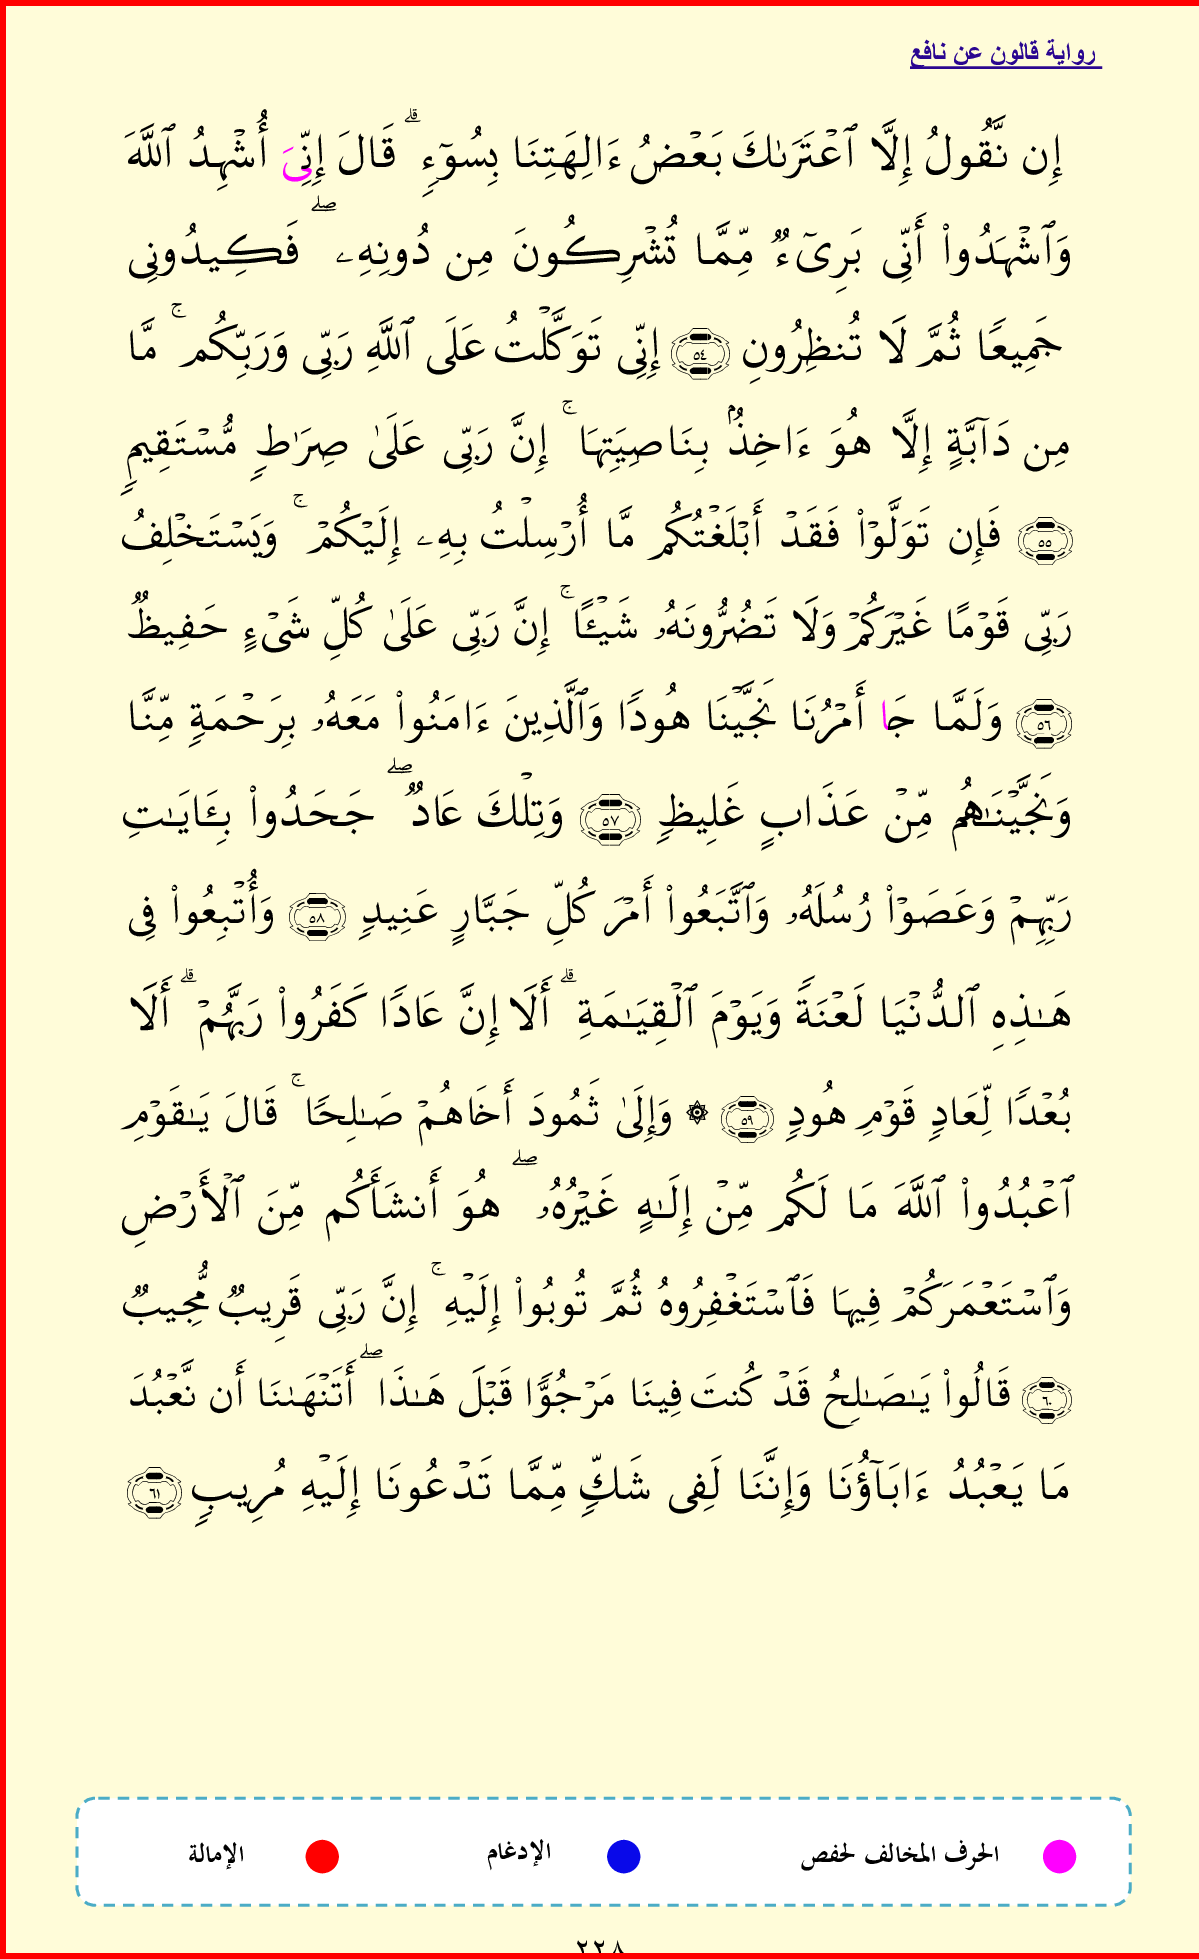 رواية قالون عن نافع
إِن نَّقُولُ إِلَّا ٱعۡتَرَىٰكَ بَعۡضُ ءَالِهَتِنَا بِسُوٓءٖۗ قَالَ إِنِّيَ أُشۡهِدُ ٱللَّهَ
وَٱشۡهَدُواْ أَنِّي بَرِيٓءٞ مِّمَّا تُشۡرِكُونَ مِن دُونِهِۦۖ فَكِيدُونِي
جَمِيعٗا ثُمَّ لَا تُنظِرُونِ ٥٤ إِنِّي تَوَكَّلۡتُ عَلَى ٱللَّهِ رَبِّي وَرَبِّكُمۚ مَّا
مِن دَآبَّةٍ إِلَّا هُوَ ءَاخِذُۢ بِنَاصِيَتِهَاۚ إِنَّ رَبِّي عَلَىٰ صِرَٰطٖ مُّسۡتَقِيمٖ
٥٥ فَإِن تَوَلَّوۡاْ فَقَدۡ أَبۡلَغۡتُكُم مَّا أُرۡسِلۡتُ بِهِۦ إِلَيۡكُمۡۚ وَيَسۡتَخۡلِفُ
رَبِّي قَوۡمًا غَيۡرَكُمۡ وَلَا تَضُرُّونَهُۥ شَيۡـًٔاۚ إِنَّ رَبِّي عَلَىٰ كُلِّ شَيۡءٍ حَفِيظٞ
٥٦ وَلَمَّا جَا أَمۡرُنَا نَجَّيۡنَا هُودٗا وَٱلَّذِينَ ءَامَنُواْ مَعَهُۥ بِرَحۡمَةٖ مِّنَّا
وَنَجَّيۡنَٰهُم مِّنۡ عَذَابٍ غَلِيظٖ ٥٧ وَتِلۡكَ عَادٞۖ جَحَدُواْ بِـَٔايَٰتِ
رَبِّهِمۡ وَعَصَوۡاْ رُسُلَهُۥ وَٱتَّبَعُواْ أَمۡرَ كُلِّ جَبَّارٍ عَنِيدٖ ٥٨ وَأُتۡبِعُواْ فِي
هَٰذِهِ ٱلدُّنۡيَا لَعۡنَةٗ وَيَوۡمَ ٱلۡقِيَٰمَةِۗ أَلَا إِنَّ عَادٗا كَفَرُواْ رَبَّهُمۡۗ أَلَا
بُعۡدٗا لِّعَادٖ قَوۡمِ هُودٖ ٥٩ ۞ وَإِلَىٰ ثَمُودَ أَخَاهُمۡ صَٰلِحٗاۚ قَالَ يَٰقَوۡمِ
ٱعۡبُدُواْ ٱللَّهَ مَا لَكُم مِّنۡ إِلَٰهٍ غَيۡرُهُۥۖ هُوَ أَنشَأَكُم مِّنَ ٱلۡأَرۡضِ
وَٱسۡتَعۡمَرَكُمۡ فِيهَا فَٱسۡتَغۡفِرُوهُ ثُمَّ تُوبُواْ إِلَيۡهِۚ إِنَّ رَبِّي قَرِيبٞ مُّجِيبٞ
٦٠ قَالُواْ يَٰصَٰلِحُ قَدۡ كُنتَ فِينَا مَرۡجُوّٗا قَبۡلَ هَٰذَاۖ أَتَنۡهَىٰنَا أَن نَّعۡبُدَ
مَا يَعۡبُدُ ءَابَآؤُنَا وَإِنَّنَا لَفِي شَكّٖ مِّمَّا تَدۡعُونَا إِلَيۡهِ مُرِيبٖ ٦١
الحرف المخالف لحفص الإدغام الإمالة
٢٢٨